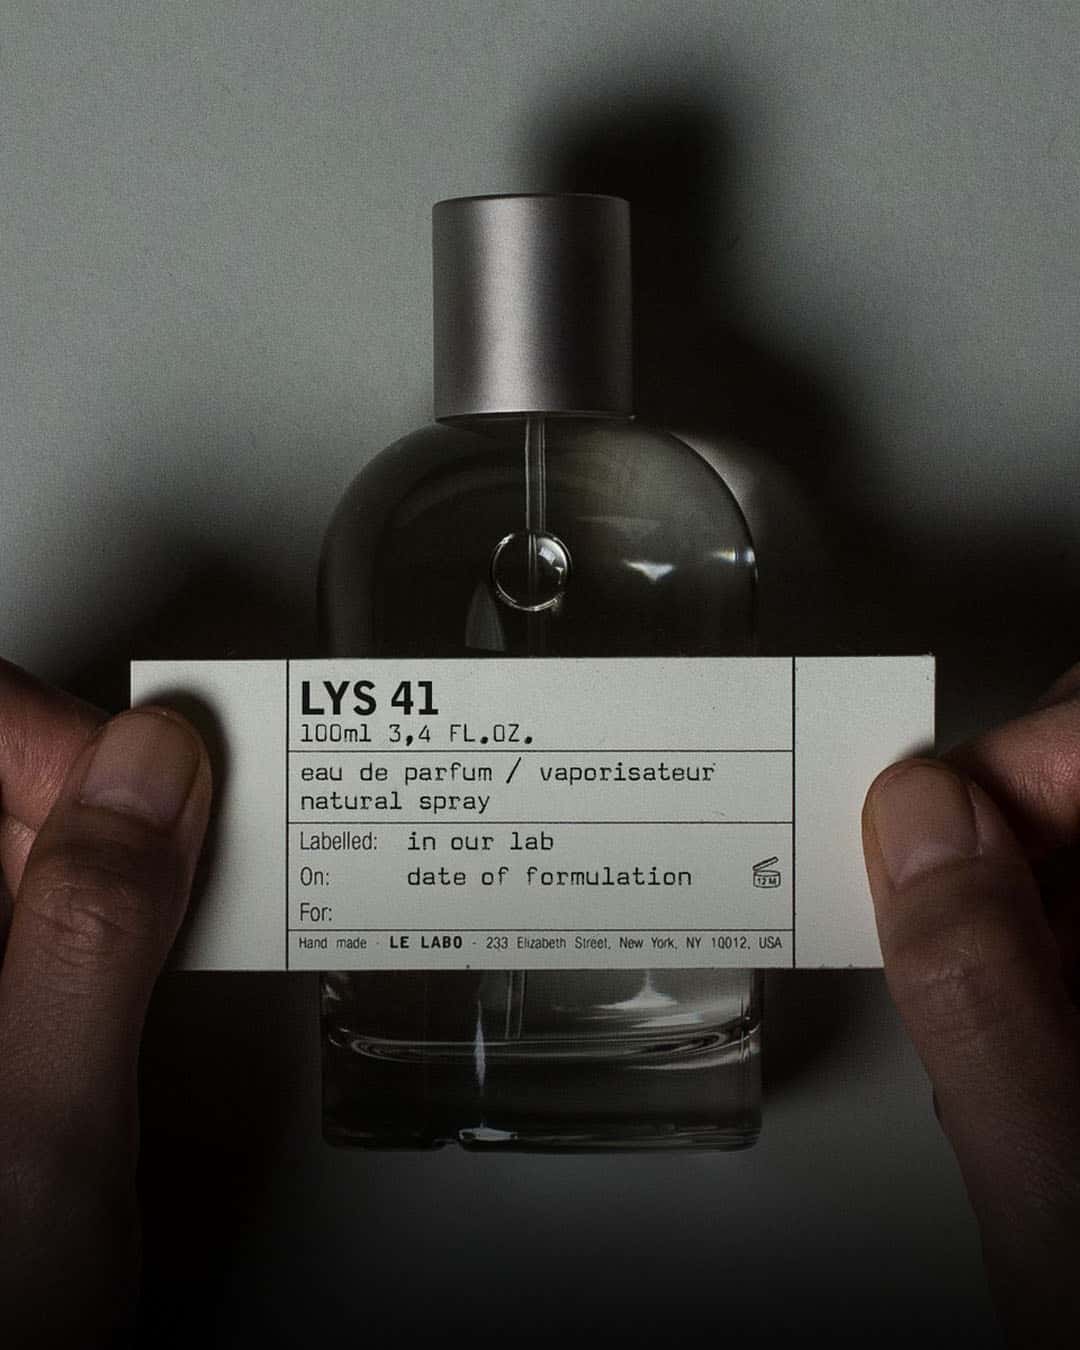 LYS 41
100ml 3,4 FL.OZ.
eau de parfum / vaporisateur
natural spray
Labelled: in our lab
On: date of formulation
12 M
For:
Hand made - LE LABO - 233 Elizabeth Street, New York, NY 10012, USA